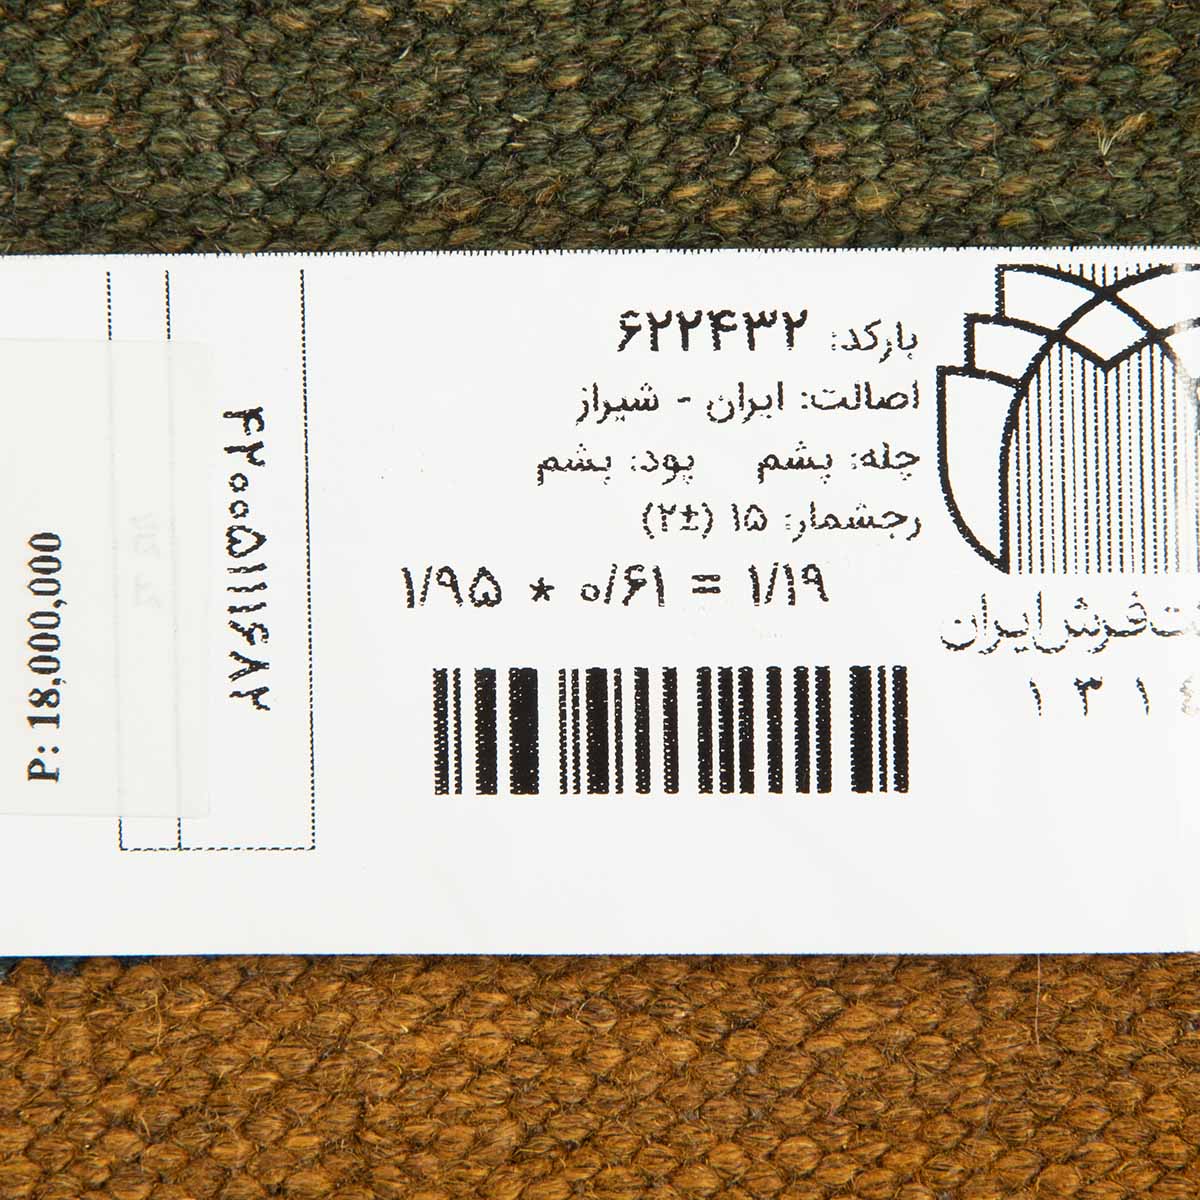 بارکد: ۶۲۲۴۳۲
اصالت: ایران - شیراز
چله: پشم پود: پشم
رجشمار: ۱۵ (±۲)
۱/۹۵ * ۰/۶۱ = ۱/۱۹
فرش ایران
۱۳۱
۴۲۰۰۵۱۱۱۶۸۲
P: 18,000,000